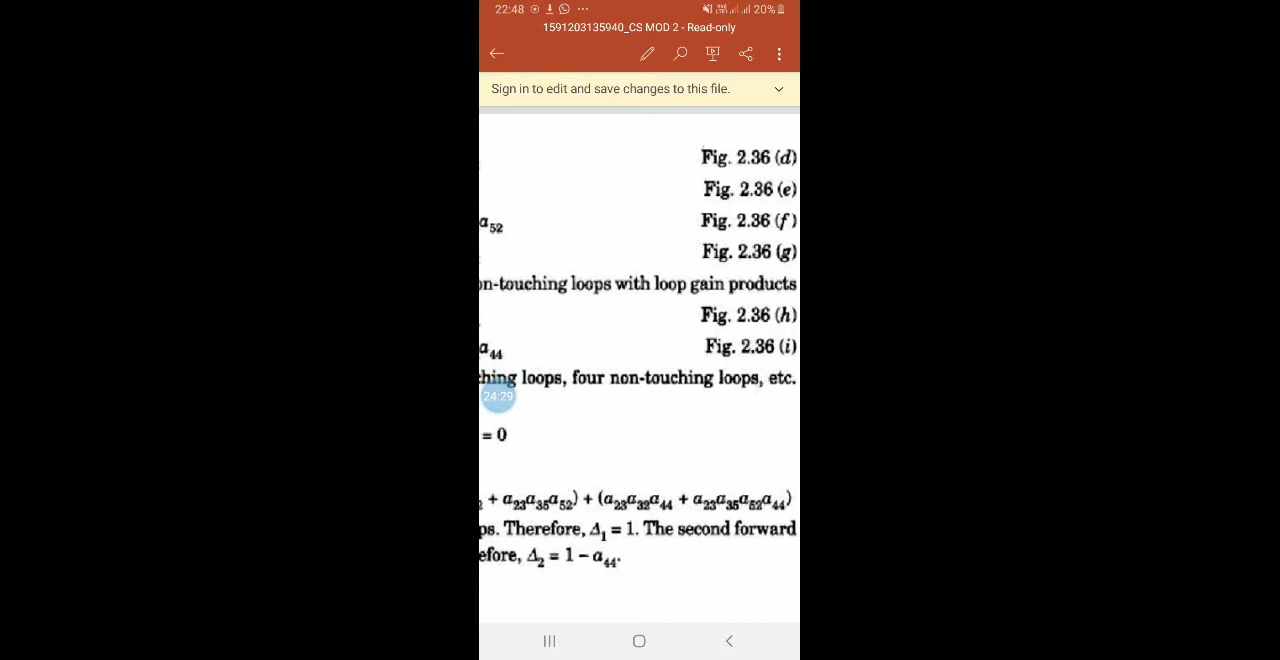 22:48 20%
1591203135940_CS MOD 2 - Read-only
Sign in to edit and save changes to this file.
Fig. 2.36 (d)
Fig. 2.36 (e)
a₅₂ Fig. 2.36 (f)
Fig. 2.36 (g)
on-touching loops with loop gain products
Fig. 2.36 (h)
a₄₄ Fig. 2.36 (i)
ching loops, four non-touching loops, etc.
24:29
= 0
₂ + a₂₃a₃₅a₅₂) + (a₂₃a₃₂a₄₄ + a₂₃a₃₅a₅₂a₄₄)
ps. Therefore, Δ₁ = 1. The second forward
efore, Δ₂ = 1 – a₄₄.